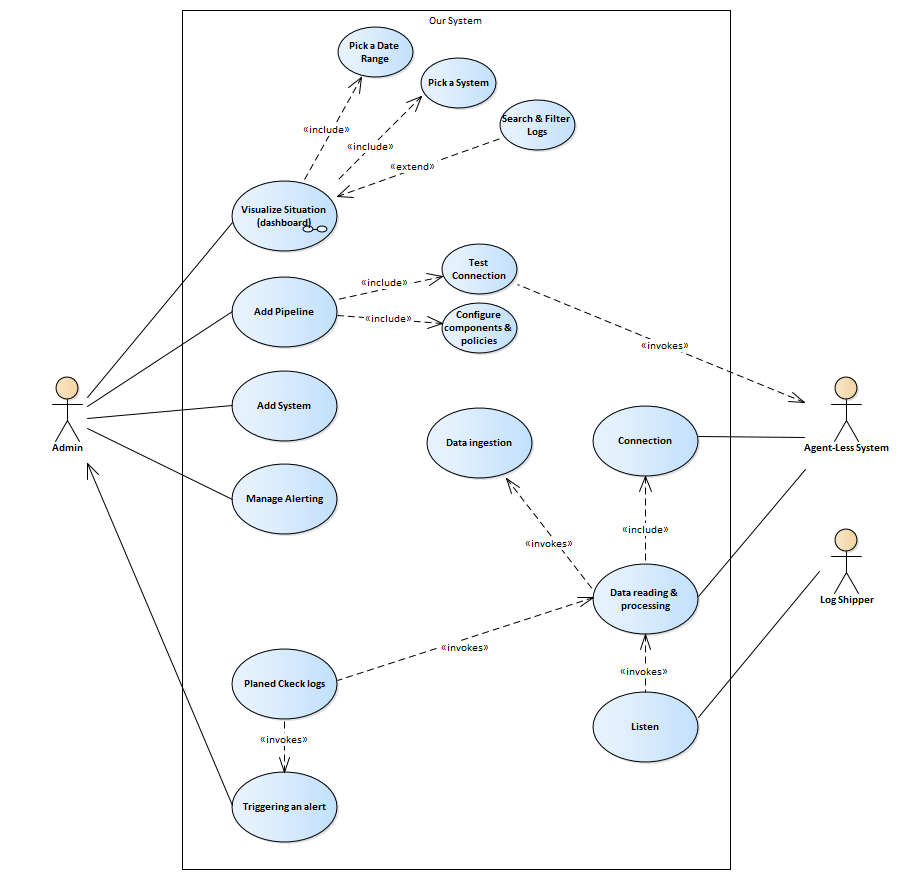 Our System
Pick a Date
Range
Pick a System
Search & Filter
Logs
«include»
«include»
«extend»
Visualize Situation
(dashboard)
Test
Connection
«include»
Add Pipeline
«include»
Configure
components &
policies
«invokes»
Add System
Data ingestion
Connection
Admin
Agent-Less System
Manage Alerting
«include»
«invokes»
Data reading &
processing
Log Shipper
«invokes»
«invokes»
Planed Ckeck logs
Listen
«invokes»
Triggering an alert